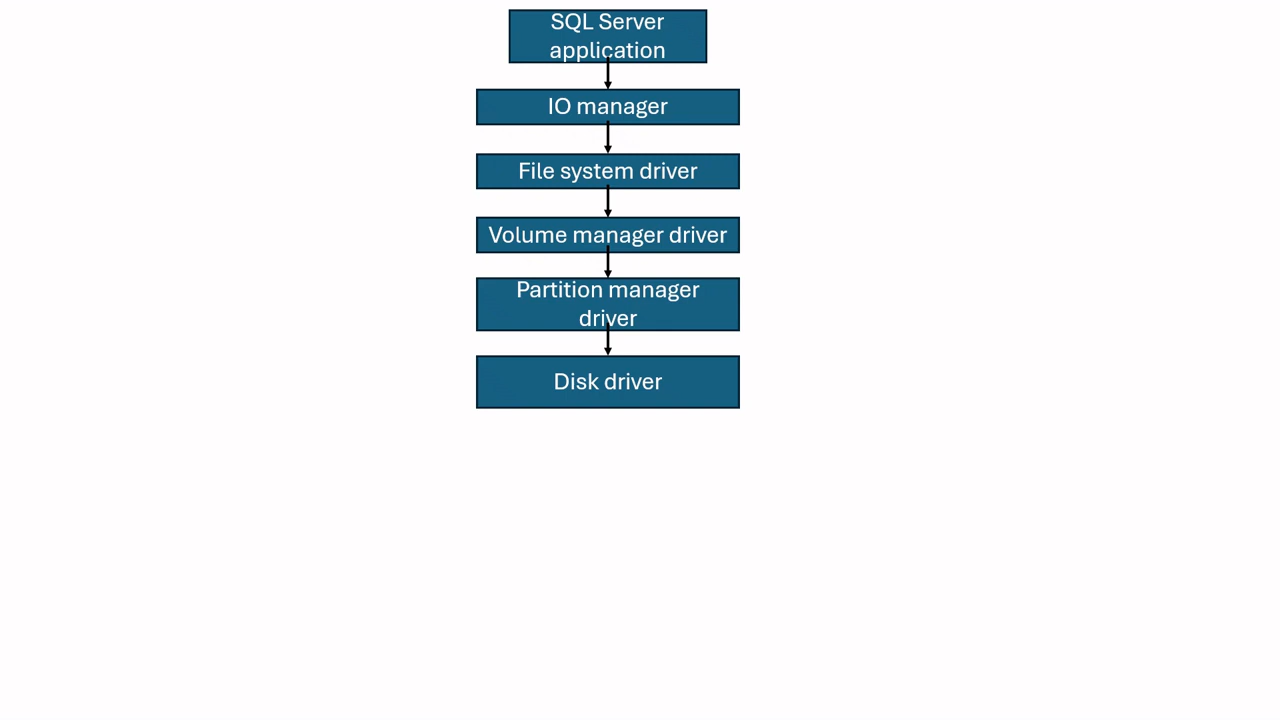 SQL Server
application
IO manager
File system driver
Volume manager driver
Partition manager
driver
Disk driver